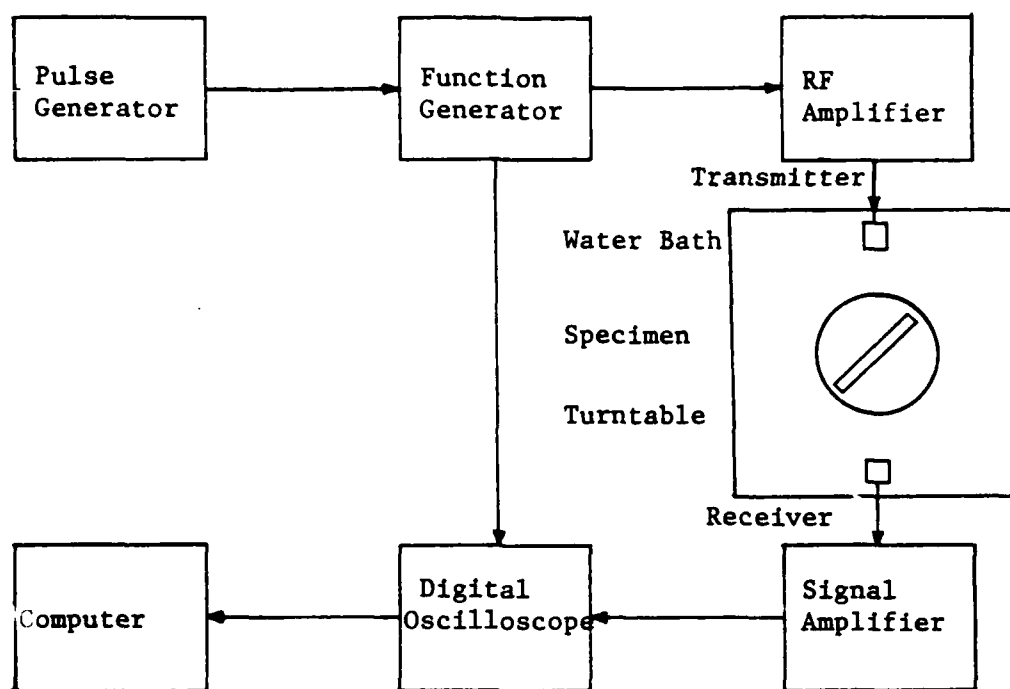 Pulse
Generator
Function
Generator
RF
Amplifier
Transmitter
Water Bath
Specimen
Turntable
Receiver
Computer
Digital
Oscilloscope
Signal
Amplifier